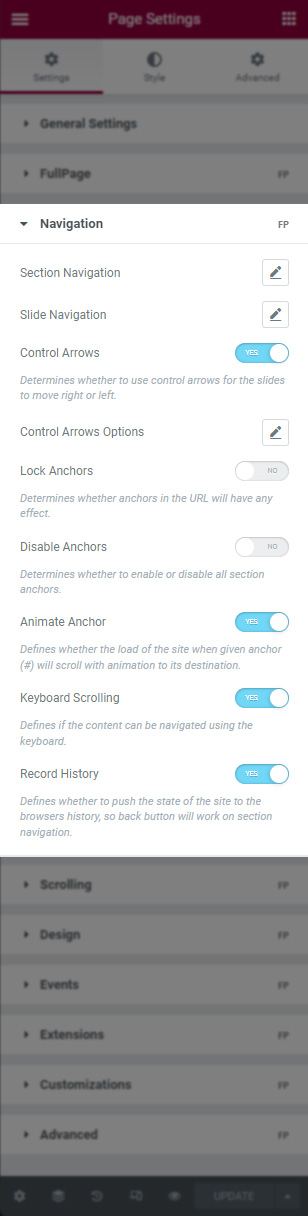 Page Settings
Settings
Style
Advanced
General Settings
FullPage FP
Navigation FP
Section Navigation
Slide Navigation
Control Arrows YES
Determines whether to use control arrows for the slides
to move right or left.
Control Arrows Options
Lock Anchors NO
Determines whether anchors in the URL will have any
effect.
Disable Anchors NO
Determines whether to enable or disable all section
anchors.
Animate Anchor YES
Defines whether the load of the site when given anchor
(#) will scroll with animation to its destination.
Keyboard Scrolling YES
Defines if the content can be navigated using the
keyboard.
Record History YES
Defines whether to push the state of the site to the
browsers history, so back button will work on section
navigation.
Scrolling FP
Design FP
Events FP
Extensions FP
Customizations FP
Advanced FP
UPDATE